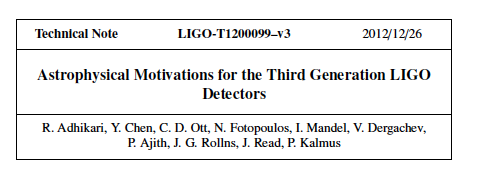 Technical Note LIGO-T1200099–v3 2012/12/26
Astrophysical Motivations for the Third Generation LIGO
Detectors
R. Adhikari, Y. Chen, C. D. Ott, N. Fotopoulos, I. Mandel, V. Dergachev,
P. Ajith, J. G. Rollns, J. Read, P. Kalmus